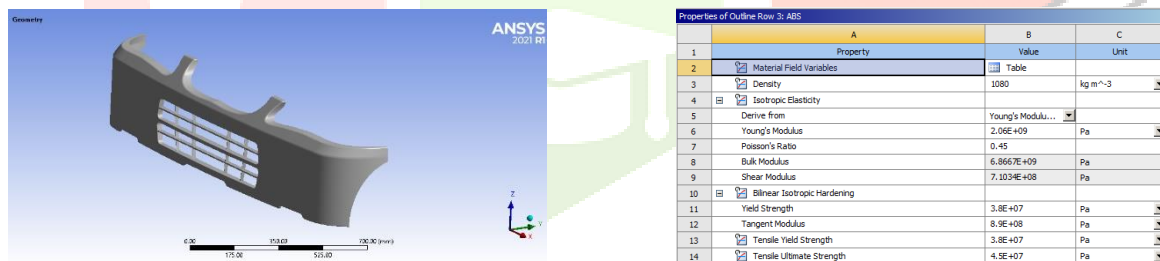 Geometry
ANSYS
2021 R1
Z
Y
X
0.00 350.00 700.00 (mm)
175.00 525.00
Properties of Outline Row 3: ABS
A B C
1 Property Value Unit
2 Material Field Variables Table
3 Density 1080 kg m^-3
4 Isotropic Elasticity
5 Derive from Young's Modulu...
6 Young's Modulus 2.06E+09 Pa
7 Poisson's Ratio 0.45
8 Bulk Modulus 6.8667E+09 Pa
9 Shear Modulus 7.1034E+08 Pa
10 Bilinear Isotropic Hardening
11 Yield Strength 3.8E+07 Pa
12 Tangent Modulus 8.9E+08 Pa
13 Tensile Yield Strength 3.8E+07 Pa
14 Tensile Ultimate Strength 4.5E+07 Pa